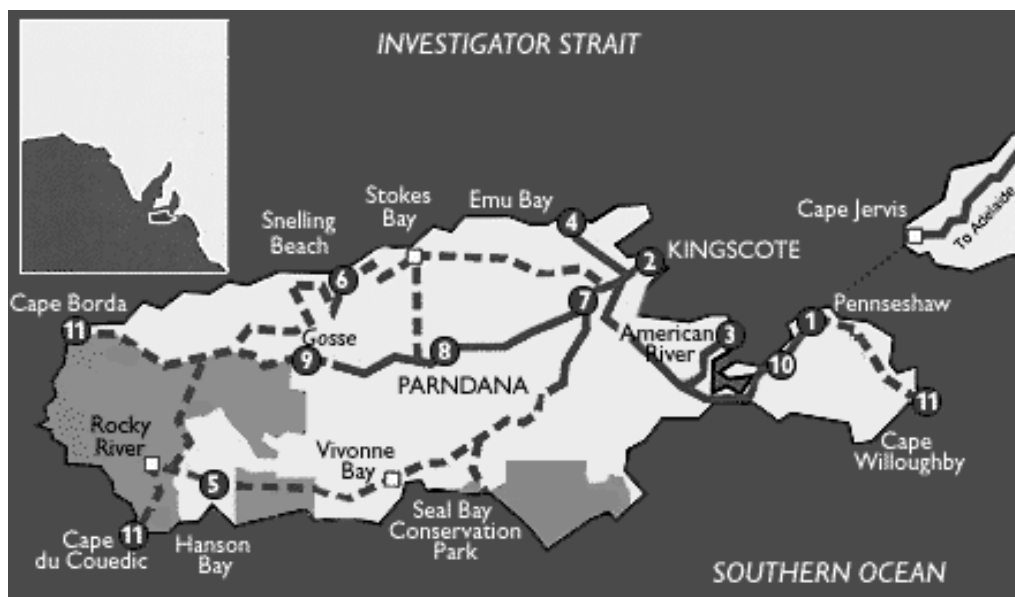 INVESTIGATOR STRAIT
Stokes
Bay
Emu Bay
4
Cape Jervis
To Adelaide
Snelling
Beach
6
2
KINGSCOTE
Cape Borda
11
7
Pennseshaw
1
Gosse
9
8
American
River
3
10
PARNDANA
11
Rocky
River
Vivonne
Bay
Cape
Willoughby
5
Seal Bay
Conservation
Park
11
Cape
du Couedic
Hanson
Bay
SOUTHERN OCEAN